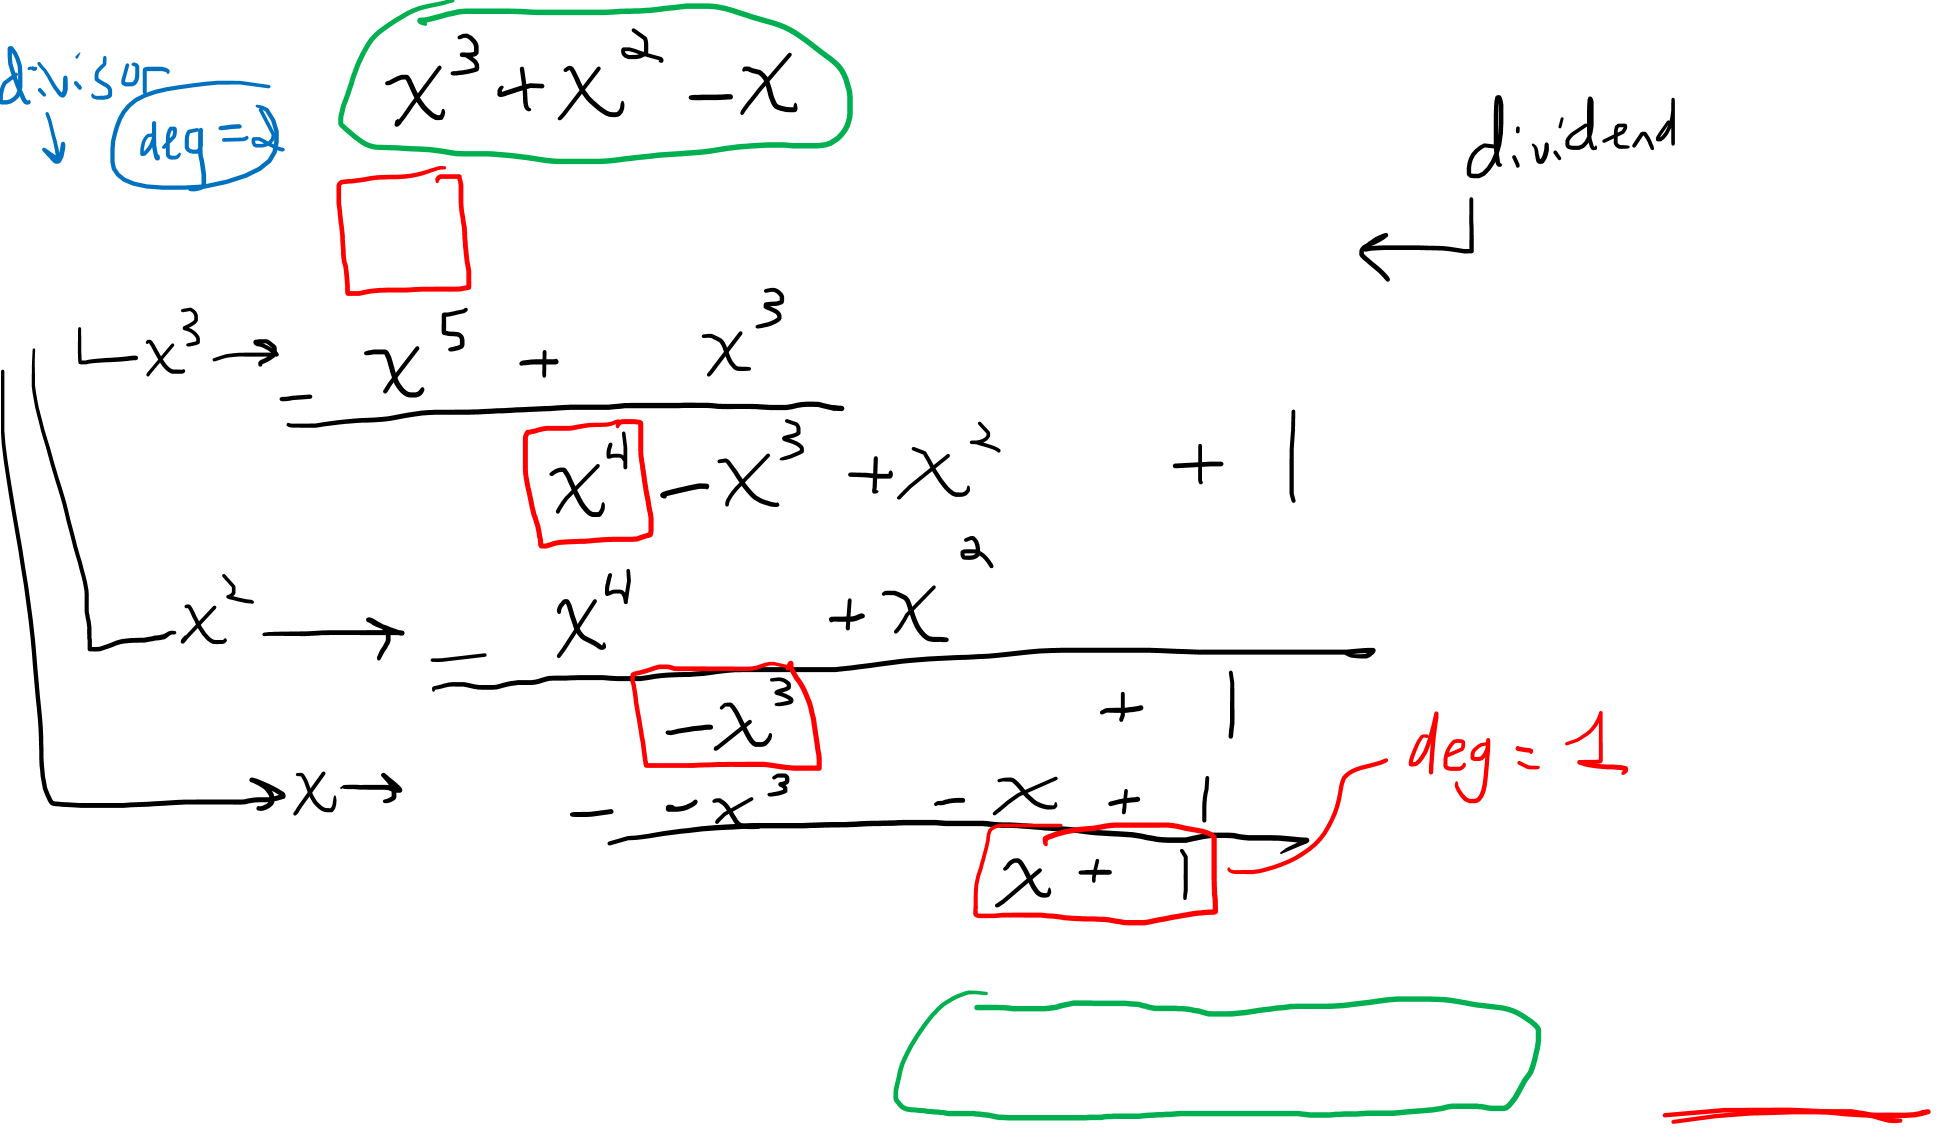 x³ + x² - x
divisor
deg = 2
dividend
x³ → x⁵ + x³
-
x⁴ - x³ + x² + 1
x² → x⁴ + x²
-
-x³ + 1
deg = 1
x → - -x³ - x + 1
x + 1